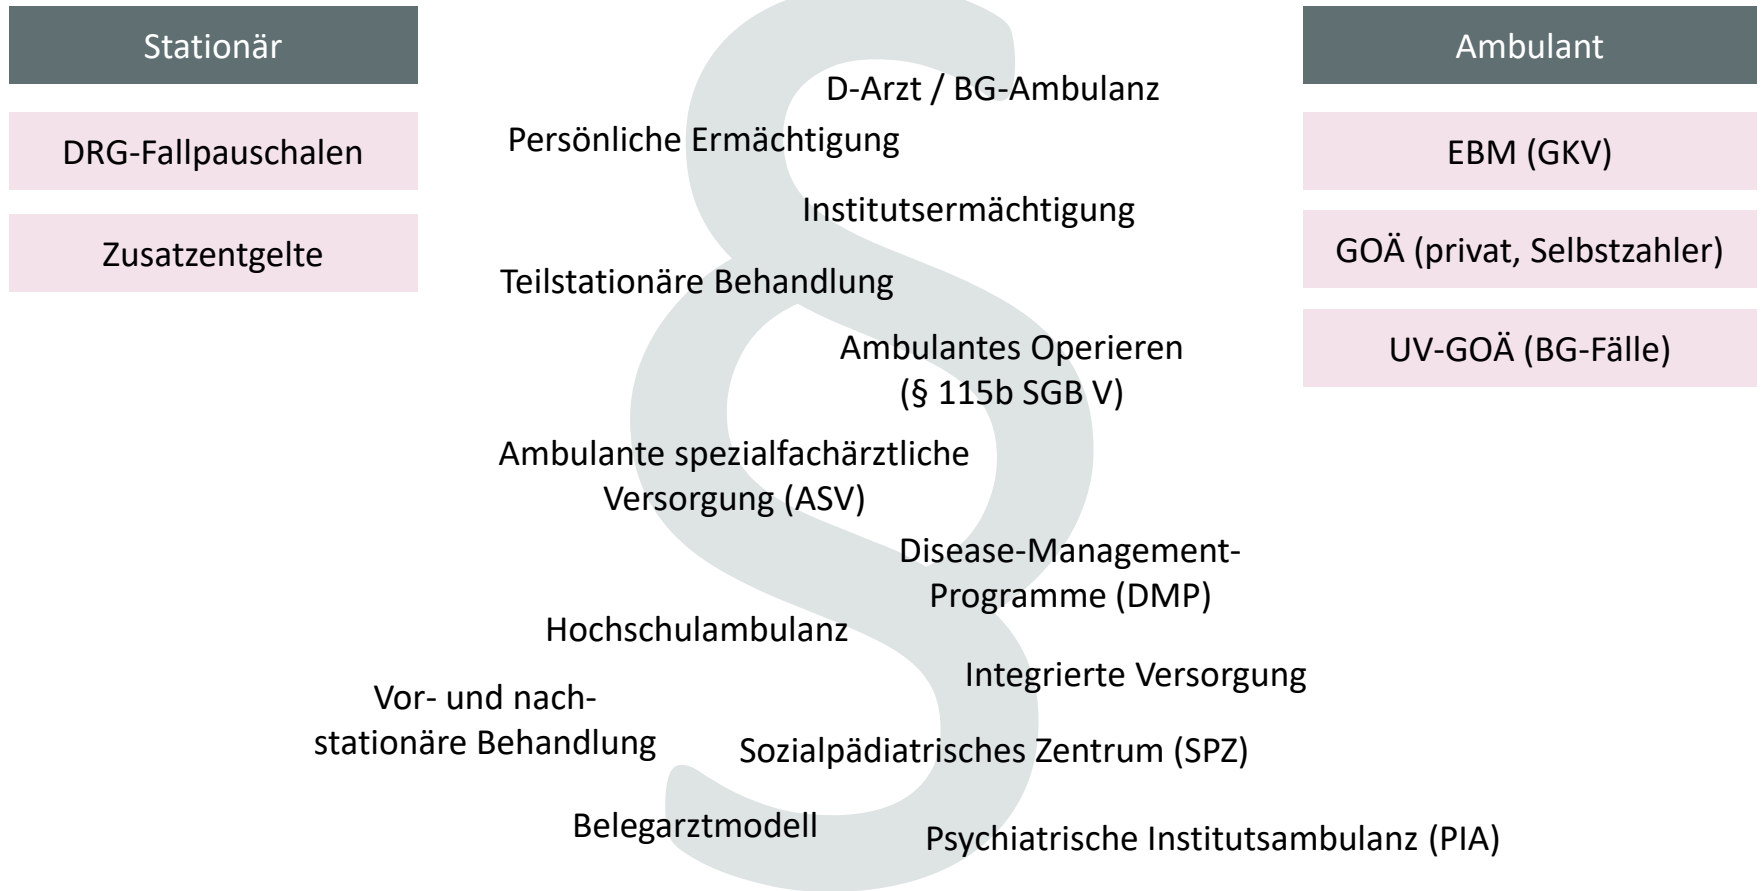 Stationär
DRG-Fallpauschalen
Zusatzentgelte
D-Arzt / BG-Ambulanz
Persönliche Ermächtigung
Institutsermächtigung
Teilstationäre Behandlung
Ambulantes Operieren
(§ 115b SGB V)
Ambulante spezialfachärztliche
Versorgung (ASV)
Disease-Management-
Programme (DMP)
Hochschulambulanz
Integrierte Versorgung
Vor- und nach-
stationäre Behandlung
Sozialpädiatrisches Zentrum (SPZ)
Belegarztmodell
Psychiatrische Institutsambulanz (PIA)
Ambulant
EBM (GKV)
GOÄ (privat, Selbstzahler)
UV-GOÄ (BG-Fälle)
§